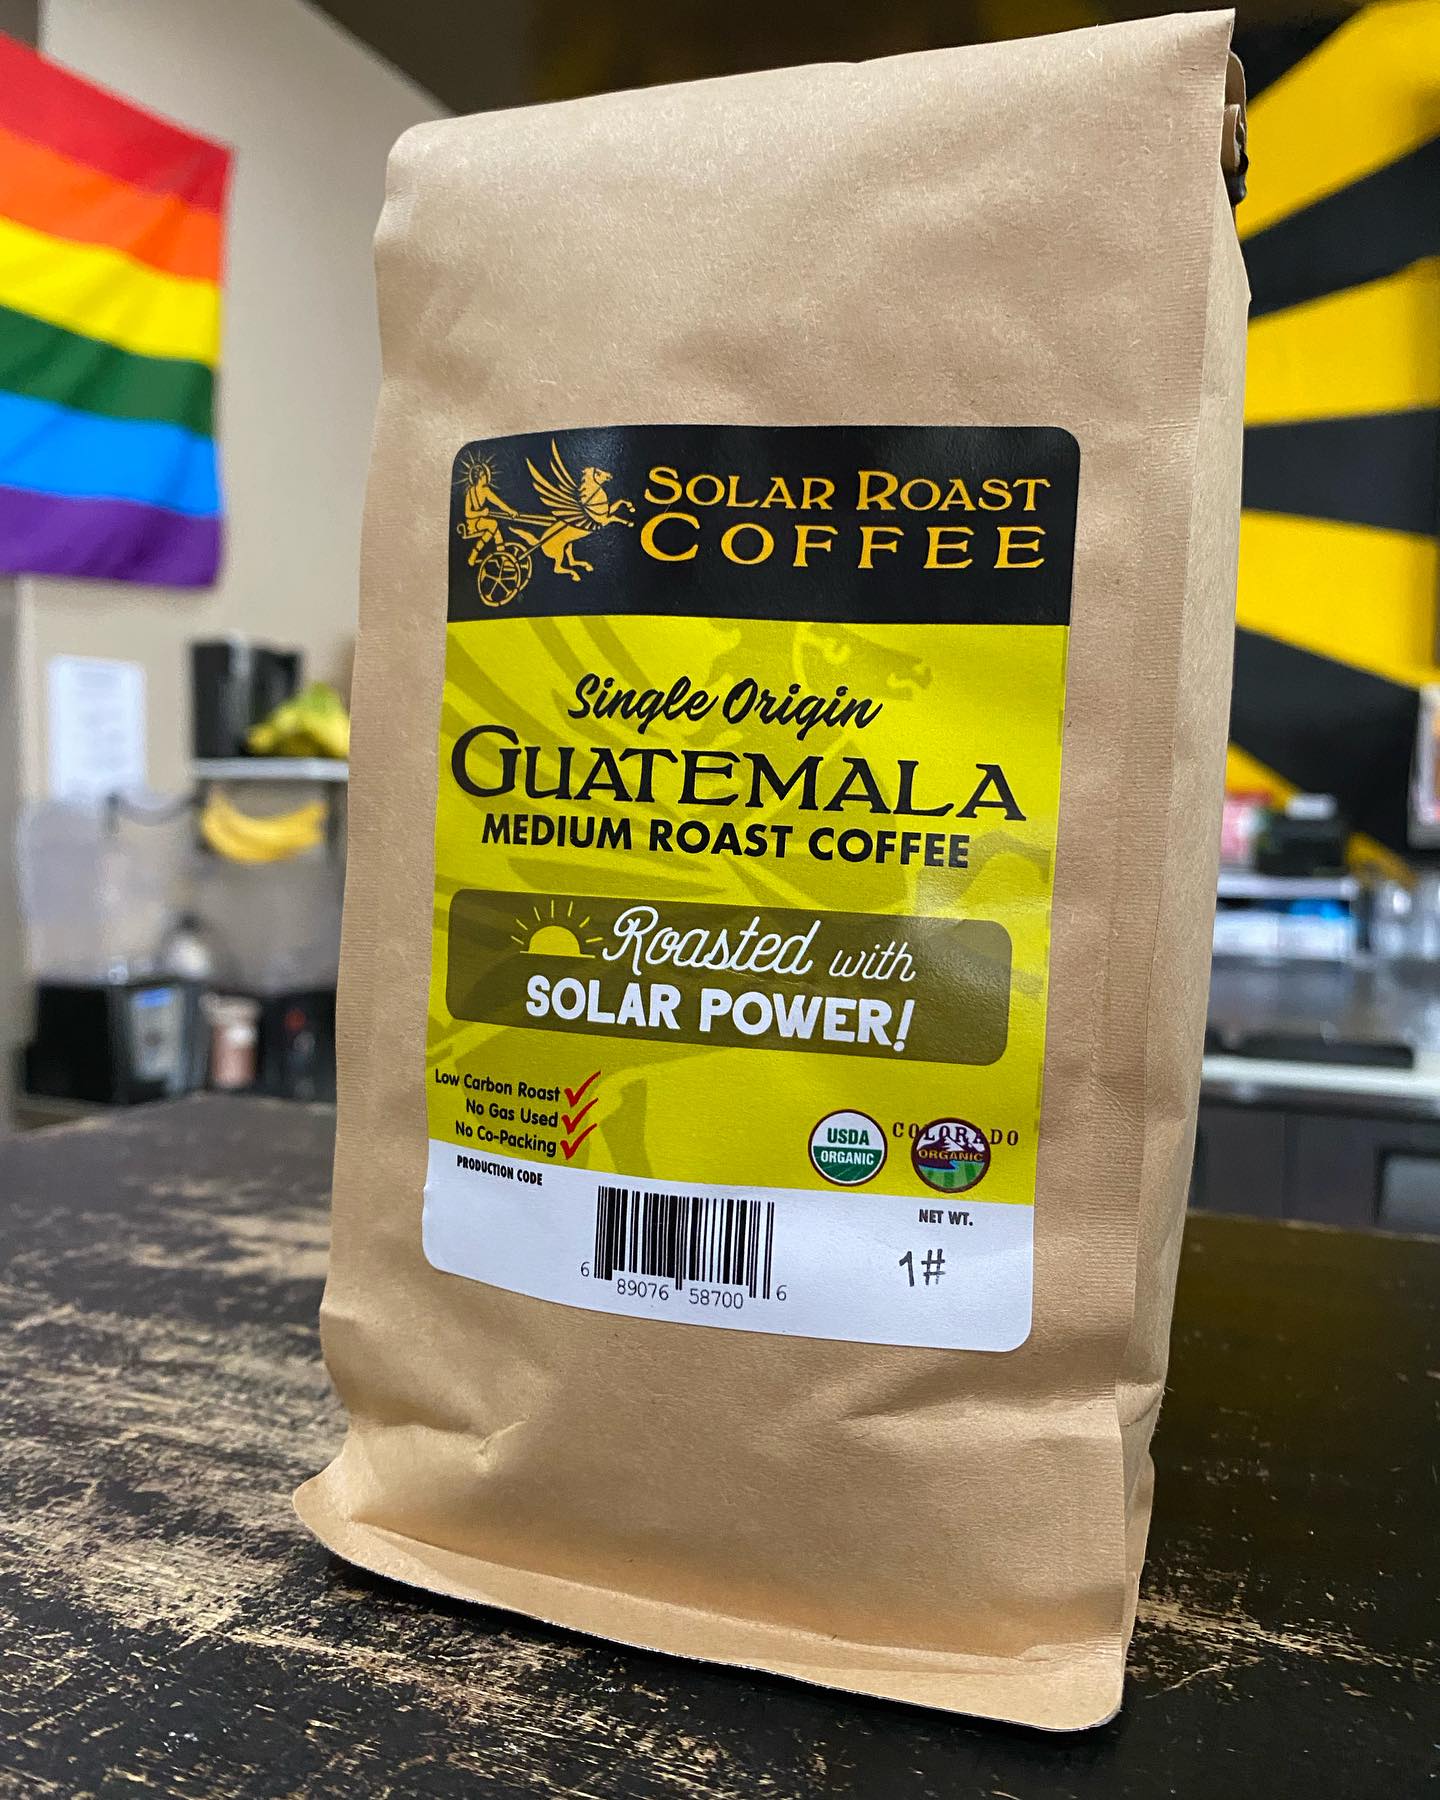 SOLAR ROAST
COFFEE
Single Origin
GUATEMALA
MEDIUM ROAST COFFEE
Roasted with
SOLAR POWER!
Low Carbon Roast
No Gas Used
No Co-Packing
USDA
ORGANIC
COLORADO
ORGANIC
PRODUCTION CODE
NET WT.
1#
6 89076 58700 6